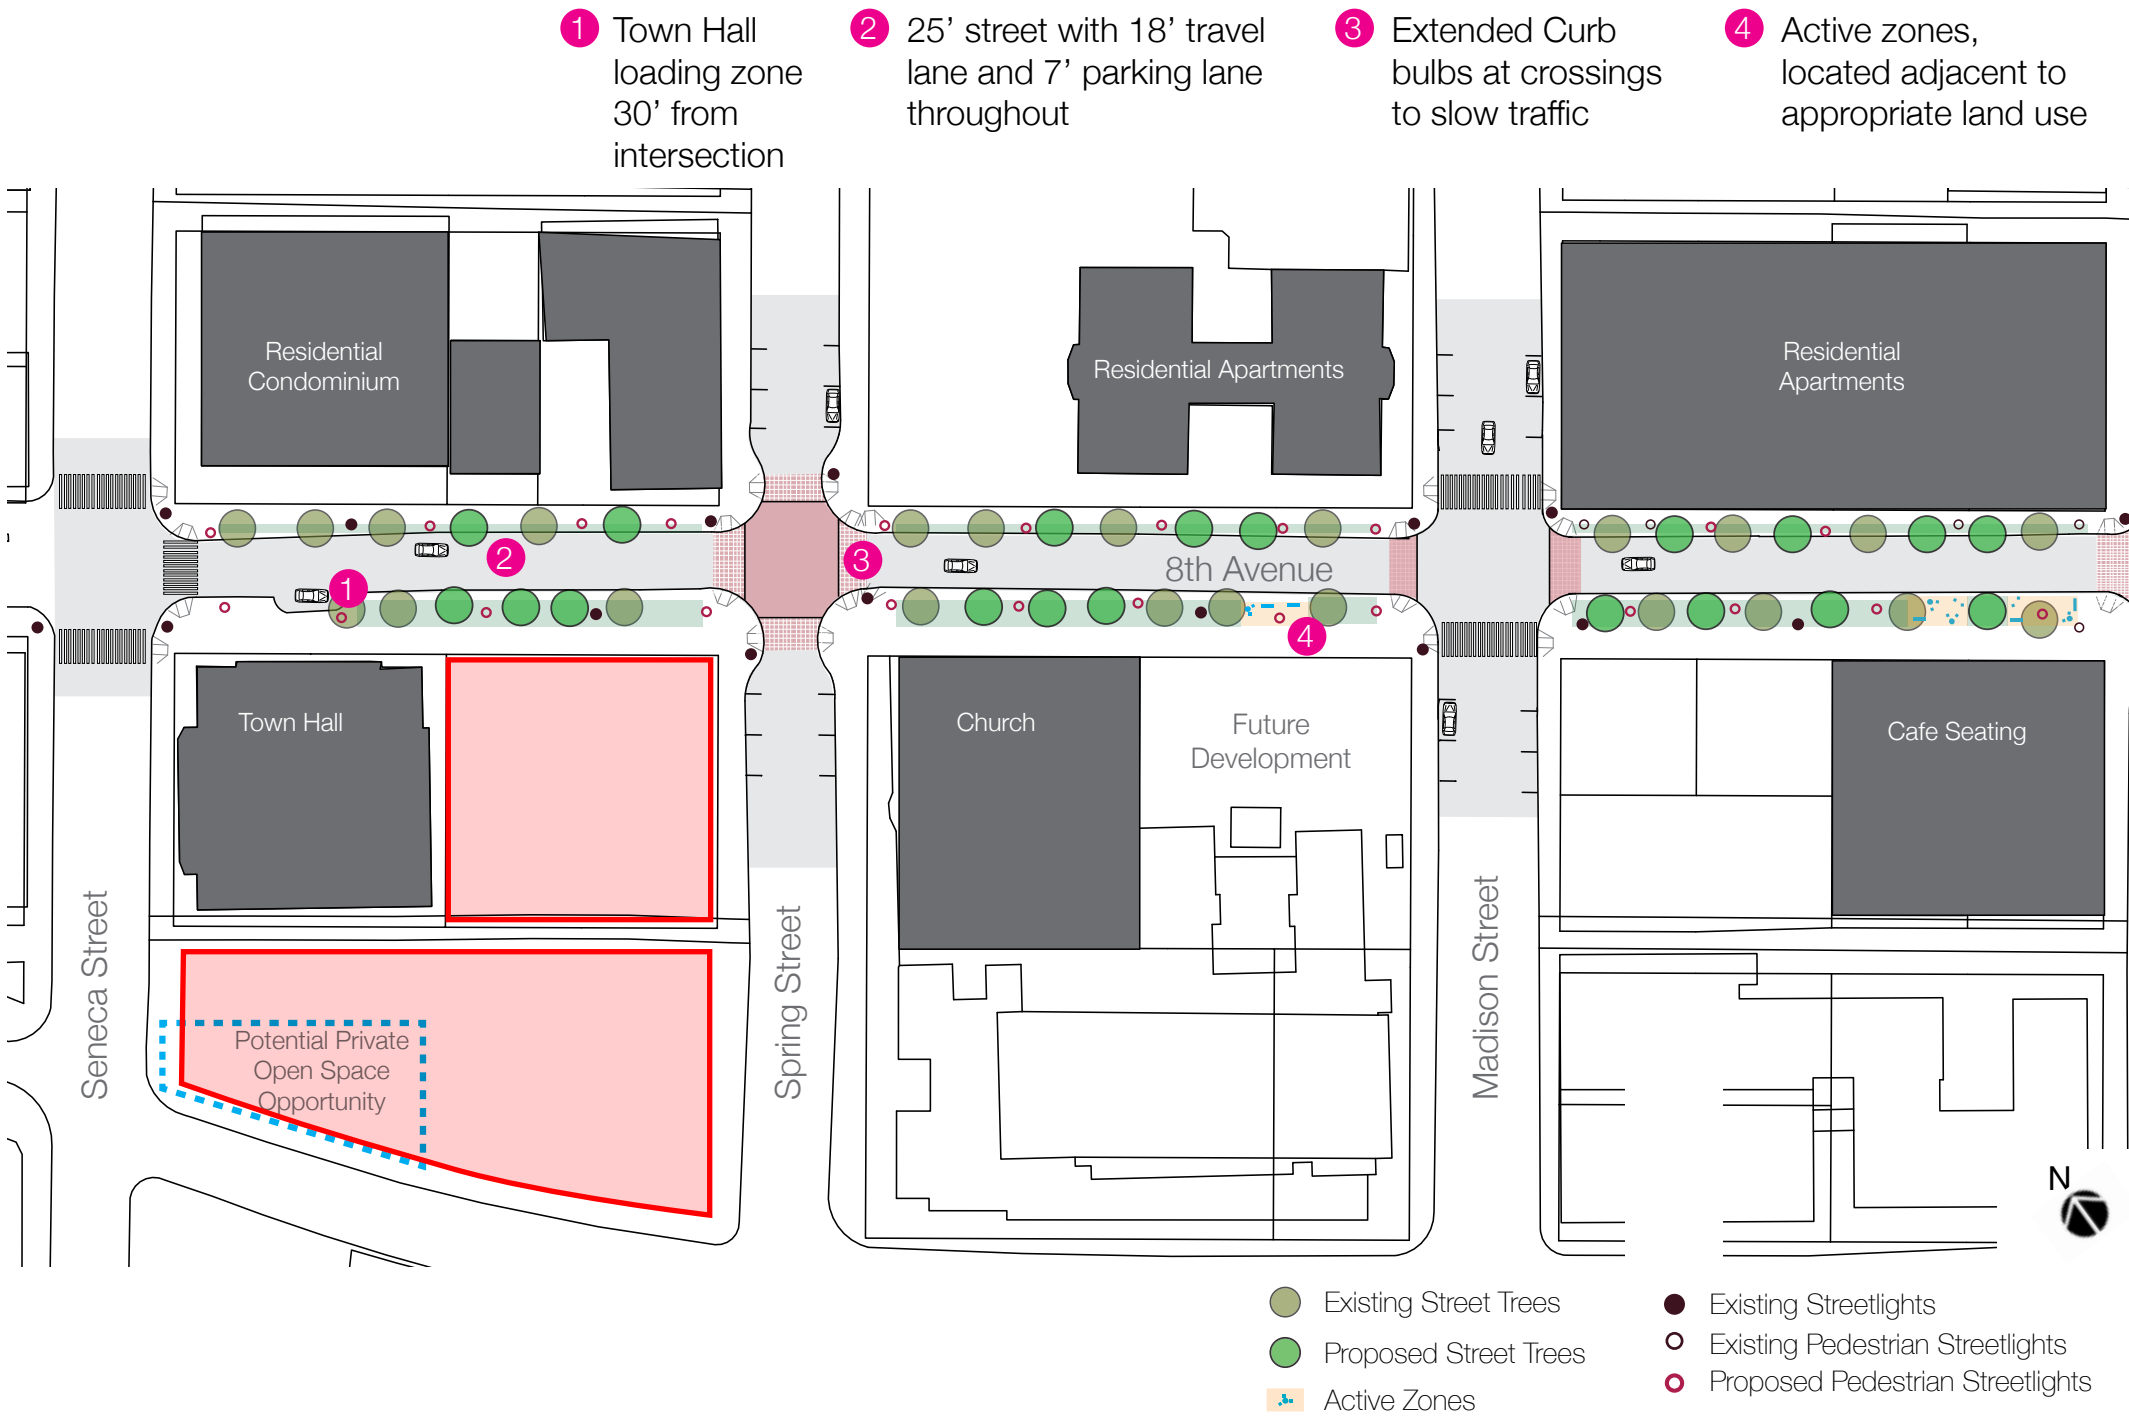 1 Town Hall
loading zone
30’ from
intersection
2 25’ street with 18’ travel
lane and 7’ parking lane
throughout
3 Extended Curb
bulbs at crossings
to slow traffic
4 Active zones,
located adjacent to
appropriate land use
Residential
Condominium
Residential Apartments
Residential
Apartments
1
2
3
8th Avenue
4
Town Hall
Church
Future
Development
Cafe Seating
Seneca Street
Spring Street
Madison Street
Potential Private
Open Space
Opportunity
N
Existing Street Trees
Proposed Street Trees
Active Zones
Existing Streetlights
Existing Pedestrian Streetlights
Proposed Pedestrian Streetlights